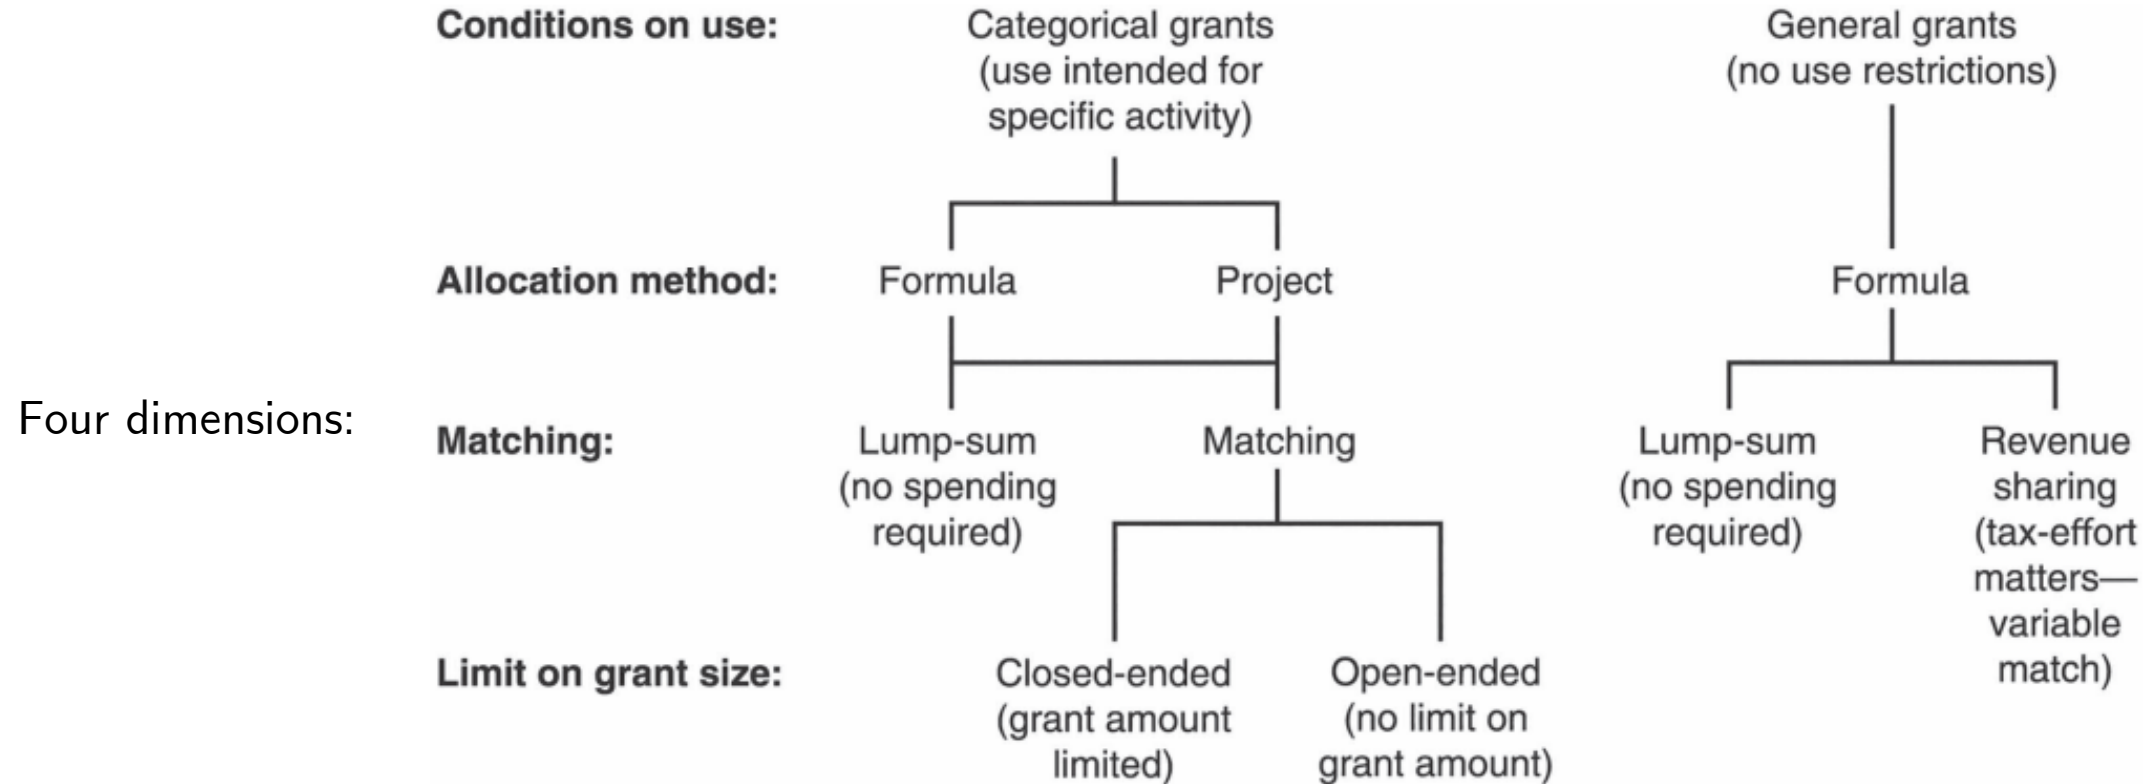 Four dimensions:
Conditions on use:
Categorical grants
(use intended for
specific activity)
General grants
(no use restrictions)
Allocation method:
Formula
Project
Formula
Matching:
Lump-sum
(no spending
required)
Matching
Lump-sum
(no spending
required)
Revenue
sharing
(tax-effort
matters—
variable
match)
Limit on grant size:
Closed-ended
(grant amount
limited)
Open-ended
(no limit on
grant amount)